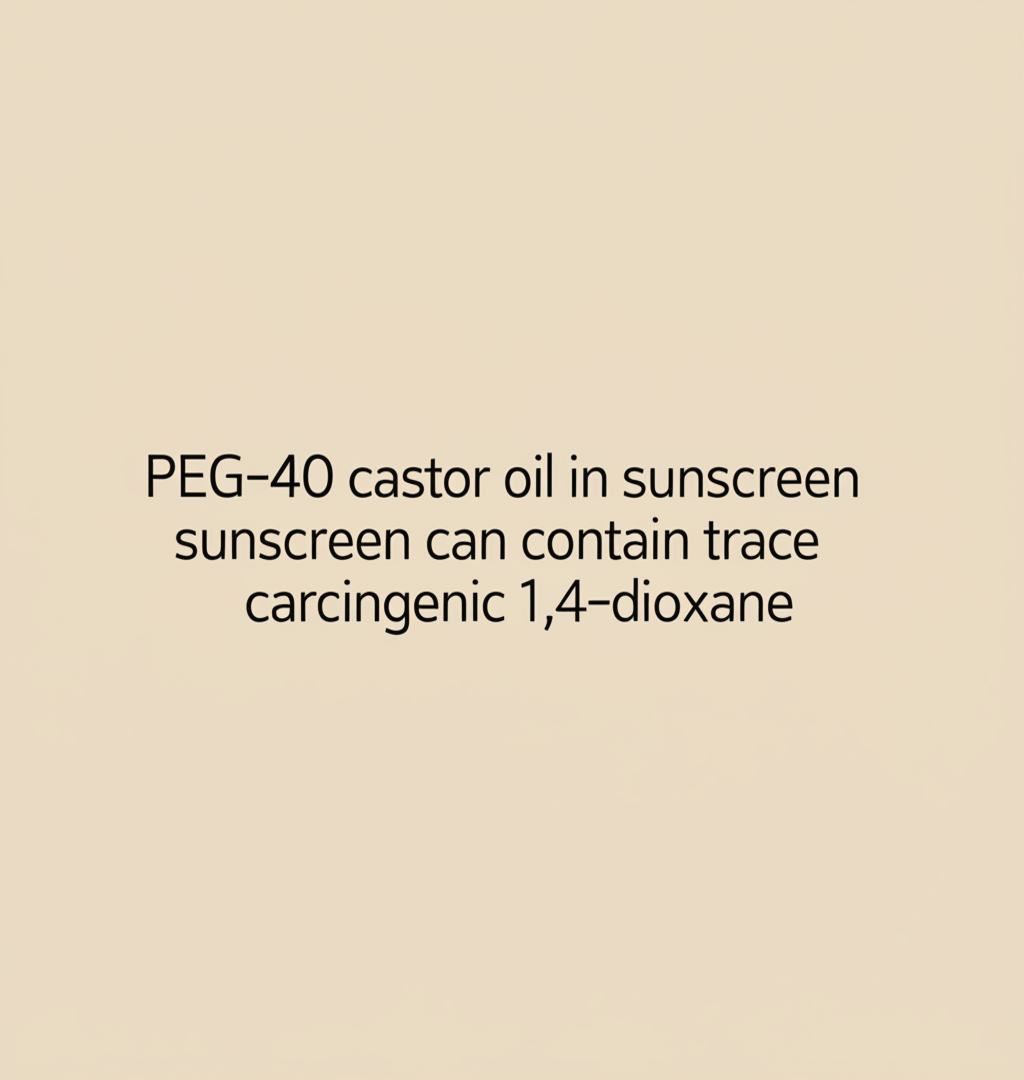 PEG-40 castor oil in sunscreen
sunscreen can contain trace
carcingenic 1,4-dioxane